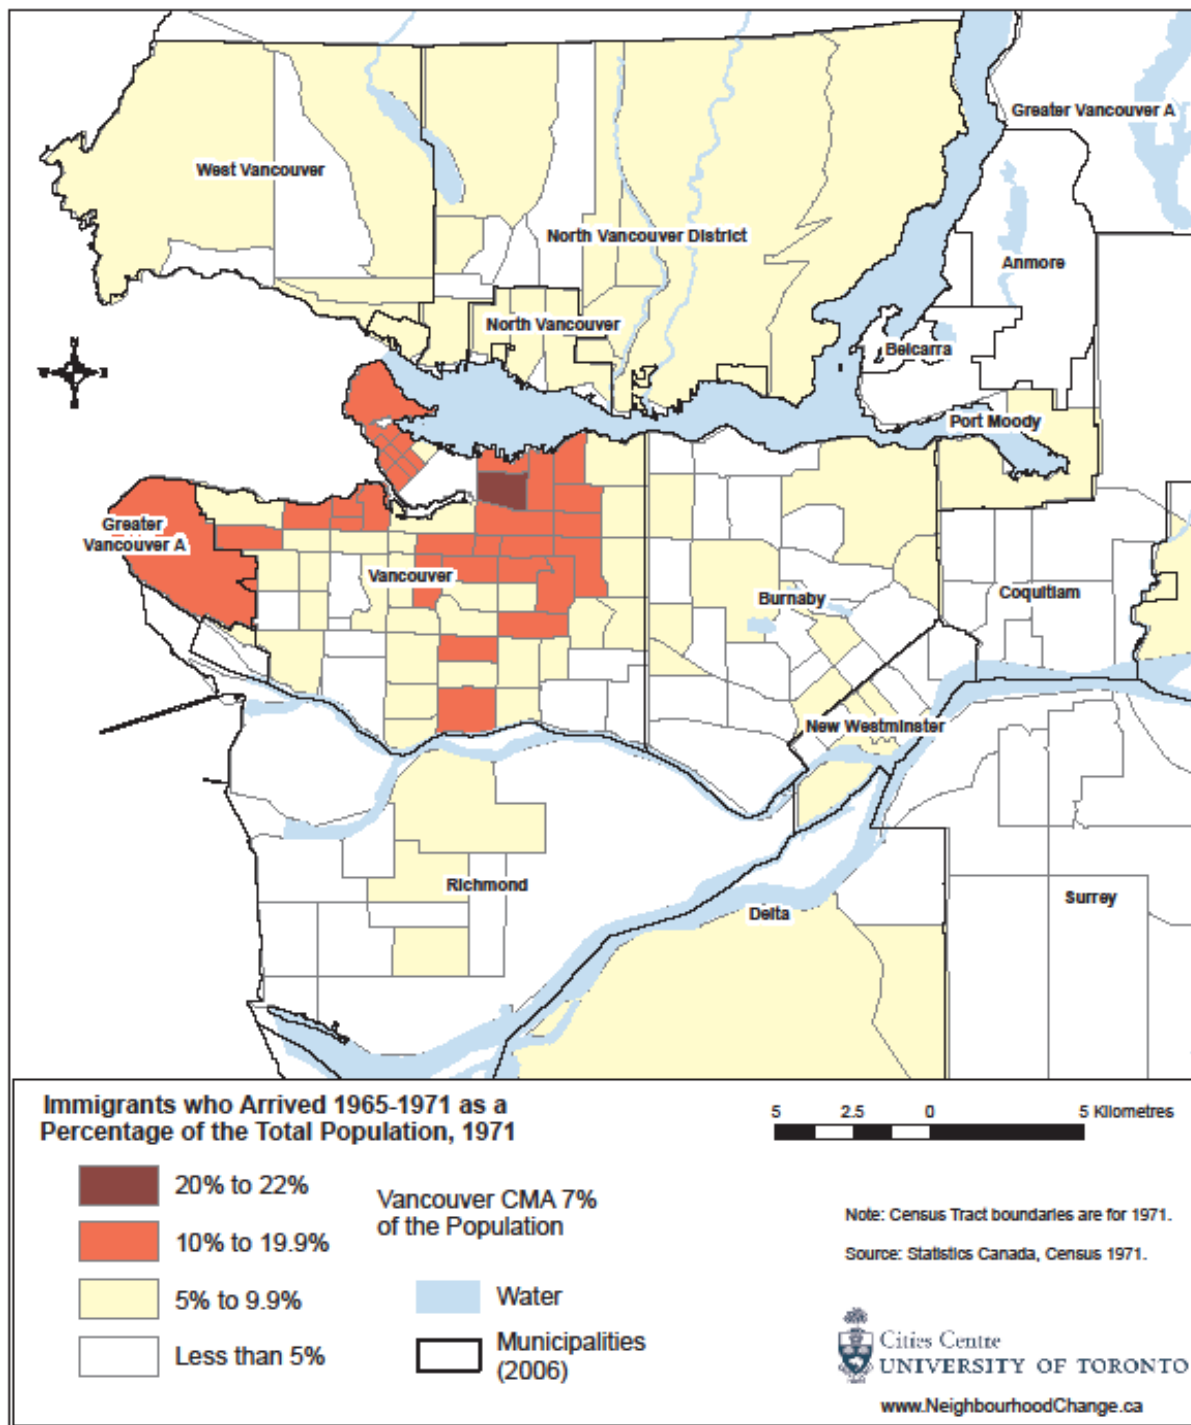 Greater Vancouver A
West Vancouver
North Vancouver District
Anmore
North Vancouver
Belcarra
Port Moody
Greater
Vancouver A
Vancouver
Burnaby
Coquitlam
New Westminster
Richmond
Surrey
Delta
Immigrants who Arrived 1965-1971 as a
Percentage of the Total Population, 1971
20% to 22%
10% to 19.9%
5% to 9.9%
Less than 5%
Vancouver CMA 7%
of the Population
Water
Municipalities
(2006)
5 2.5 0 5 Kilometres
Note: Census Tract boundaries are for 1971.
Source: Statistics Canada, Census 1971.
Cities Centre
UNIVERSITY OF TORONTO
www.NeighbourhoodChange.ca